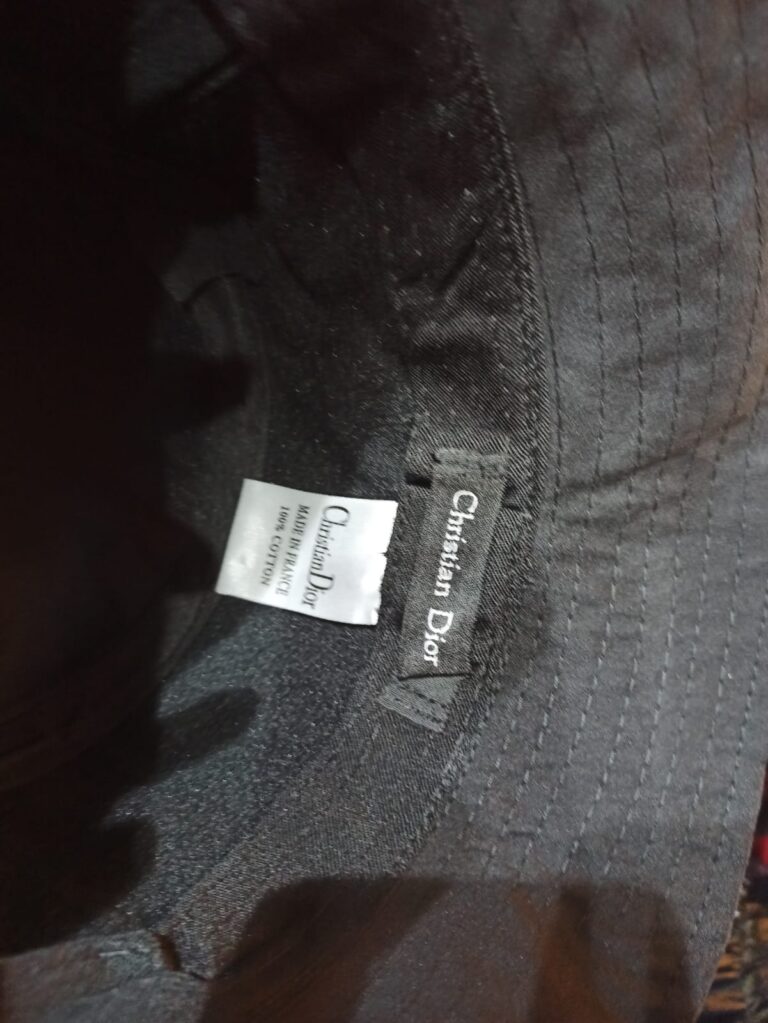 Christian Dior
ChristianDior
MADE IN FRANCE
100% COTTON